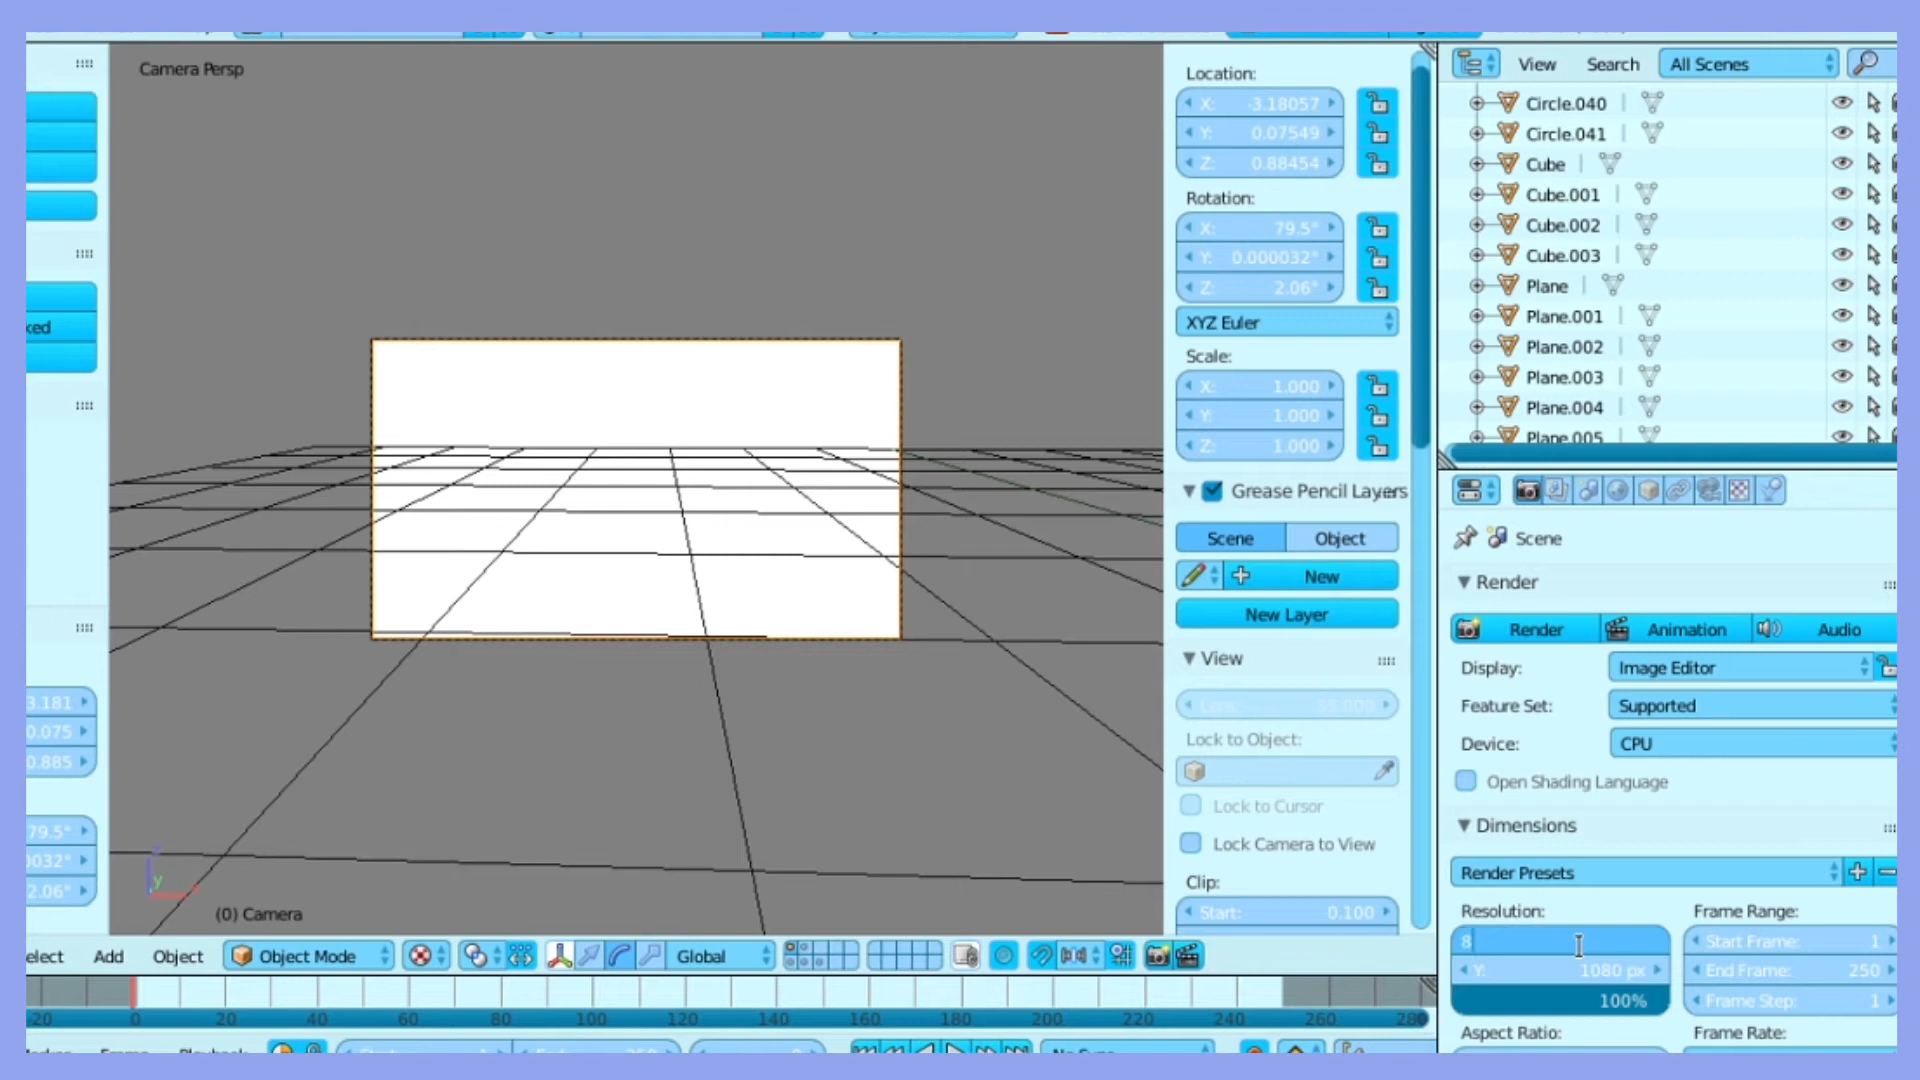 Camera Persp
ked
3.181
0.075
0.885
79.5°
0032°
2.06°
(0) Camera
Location:
X: -3.18057
Y: 0.07549
Z: 0.88454
Rotation:
X: 79.5°
Y: 0.000032°
Z: 2.06°
XYZ Euler
Scale:
X: 1.000
Y: 1.000
Z: 1.000
Grease Pencil Layers
Scene Object
New
New Layer
View
Lock to Object:
Lock to Cursor
Lock Camera to View
Clip:
Start: 0.100
View Search All Scenes
Circle.040
Circle.041
Cube
Cube.001
Cube.002
Cube.003
Plane
Plane.001
Plane.002
Plane.003
Plane.004
Plane.005
Scene
Render
Render Animation Audio
Display: Image Editor
Feature Set: Supported
Device: CPU
Open Shading Language
Dimensions
Render Presets
Resolution: Frame Range:
8 Start Frame: 1
Y: 1080 px End Frame: 250
100% Frame Step: 1
Aspect Ratio: Frame Rate:
elect Add Object Object Mode Global
-20 0 20 40 60 80 100 120 140 160 180 200 220 240 260 280
No Sync